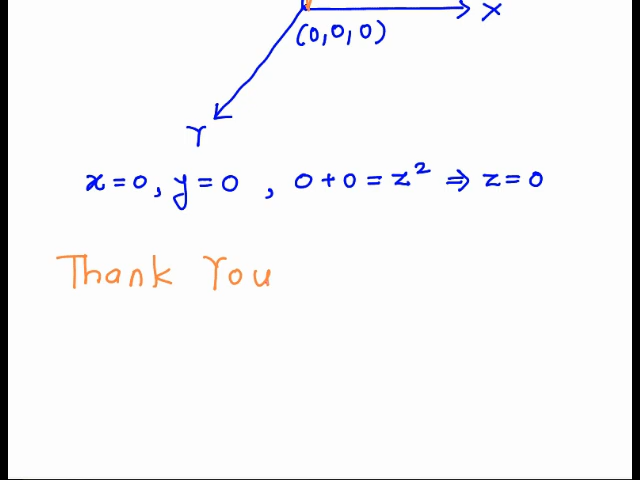 X
(0,0,0)
Y
x=0, y=0 , 0+0=z² ⇒ z=0
Thank You